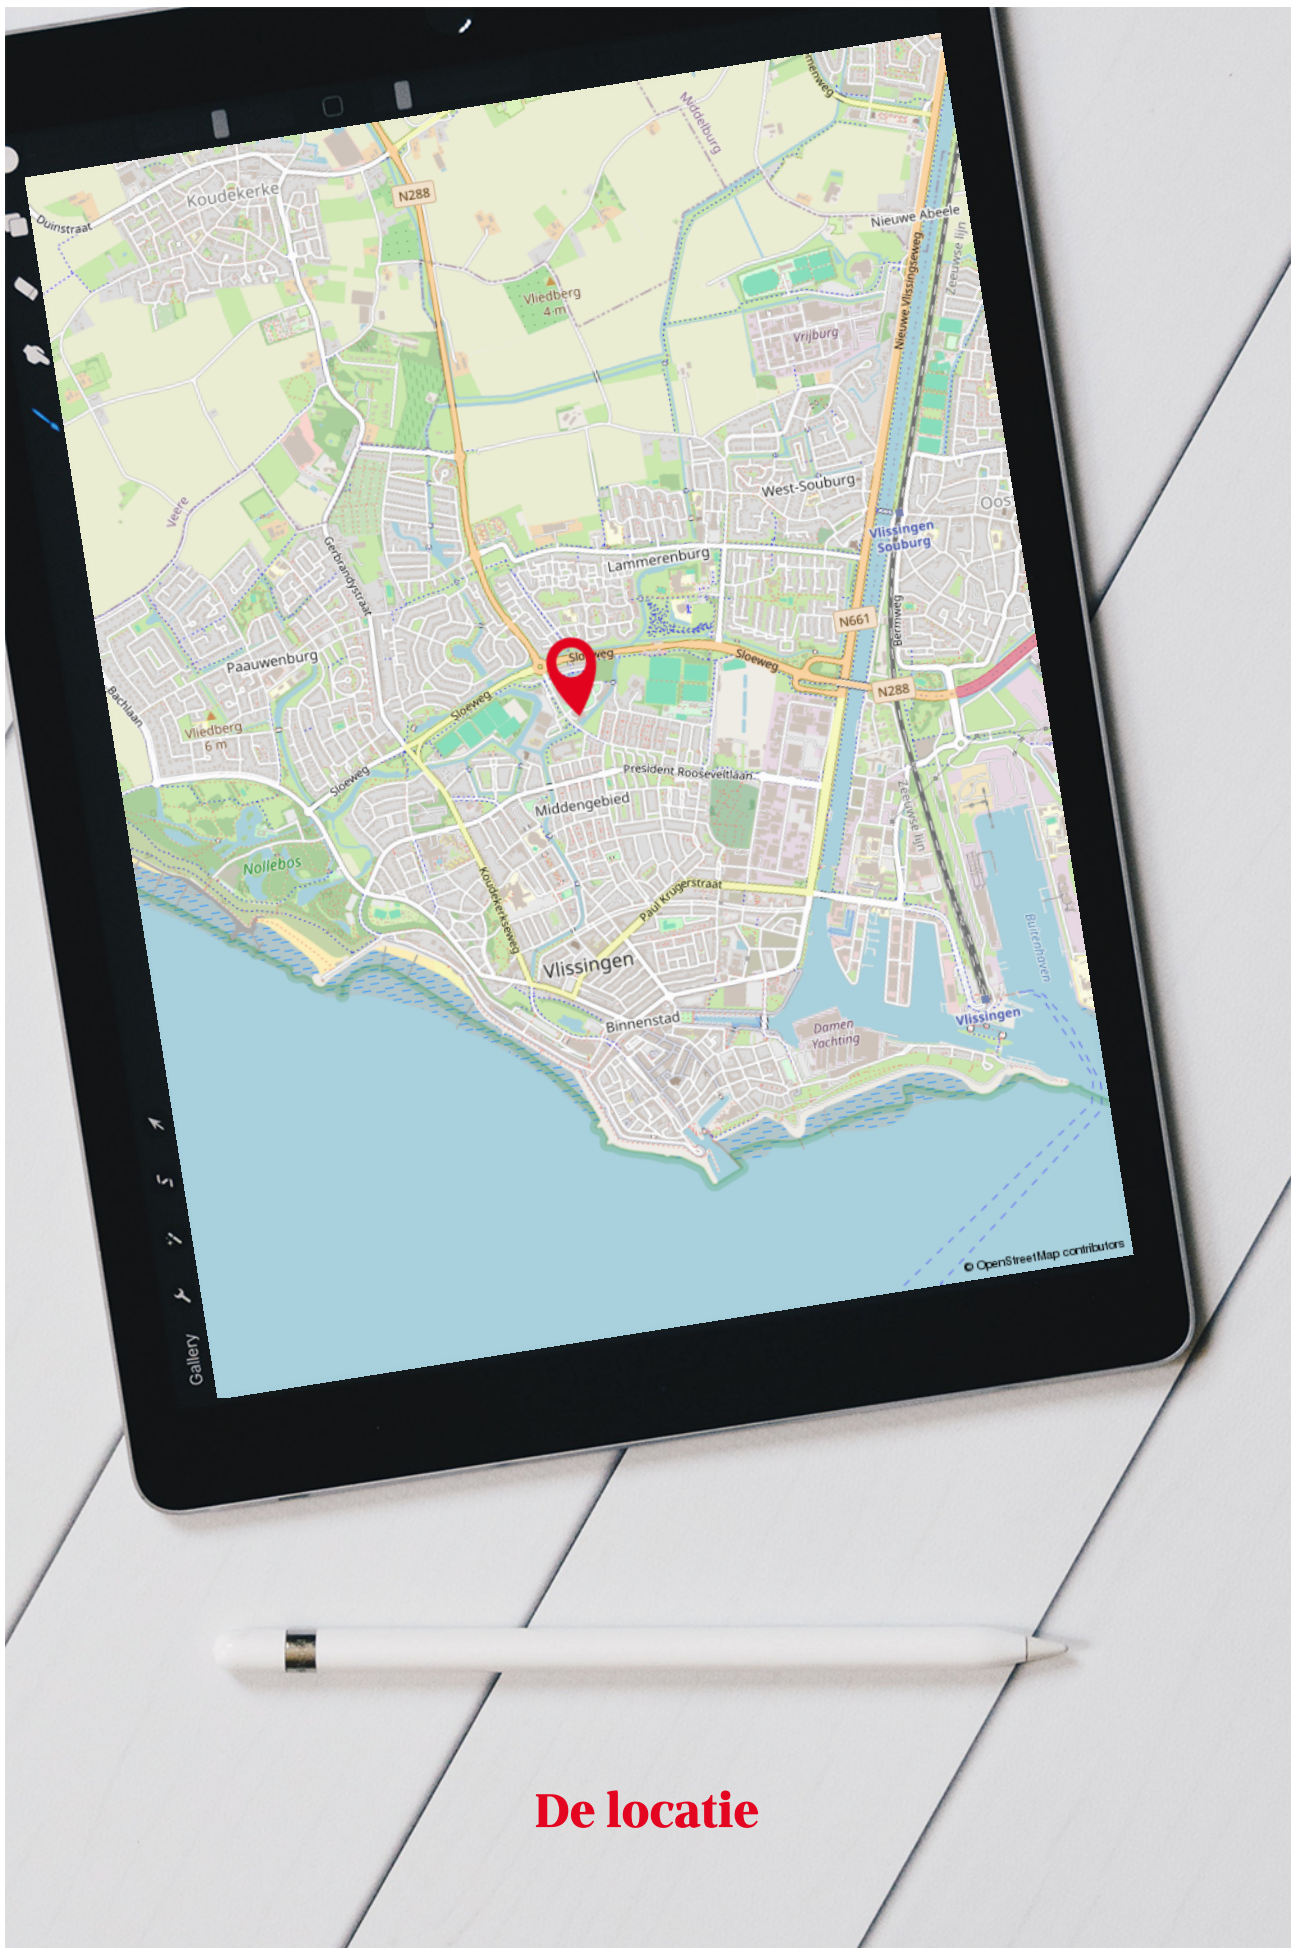 menweg
Middelburg
Koudekerke
N288
Duinstraat
Nieuwe Abeele
Zeeuwse lijn
Nieuwe Vlissingseweg
Vliedberg
4 m
Vrijburg
West-Souburg
Oos
Veere
Vlissingen
Souburg
Gerbrandystraat
Lammerenburg
N661
Bermweg
Paauwenburg
Sloeweg
Sloeweg
N288
Bachlaan
Sloeweg
Vliedberg
6 m
Sloeweg
President Rooseveltlaan
Middengebied
Zeeuwse lijn
Nollebos
Koudekerkseweg
Paul Krugerstraat
Buitenhaven
Vlissingen
Binnenstad
Vlissingen
Damen
Yachting
© OpenStreetMap contributors
Gallery
De locatie